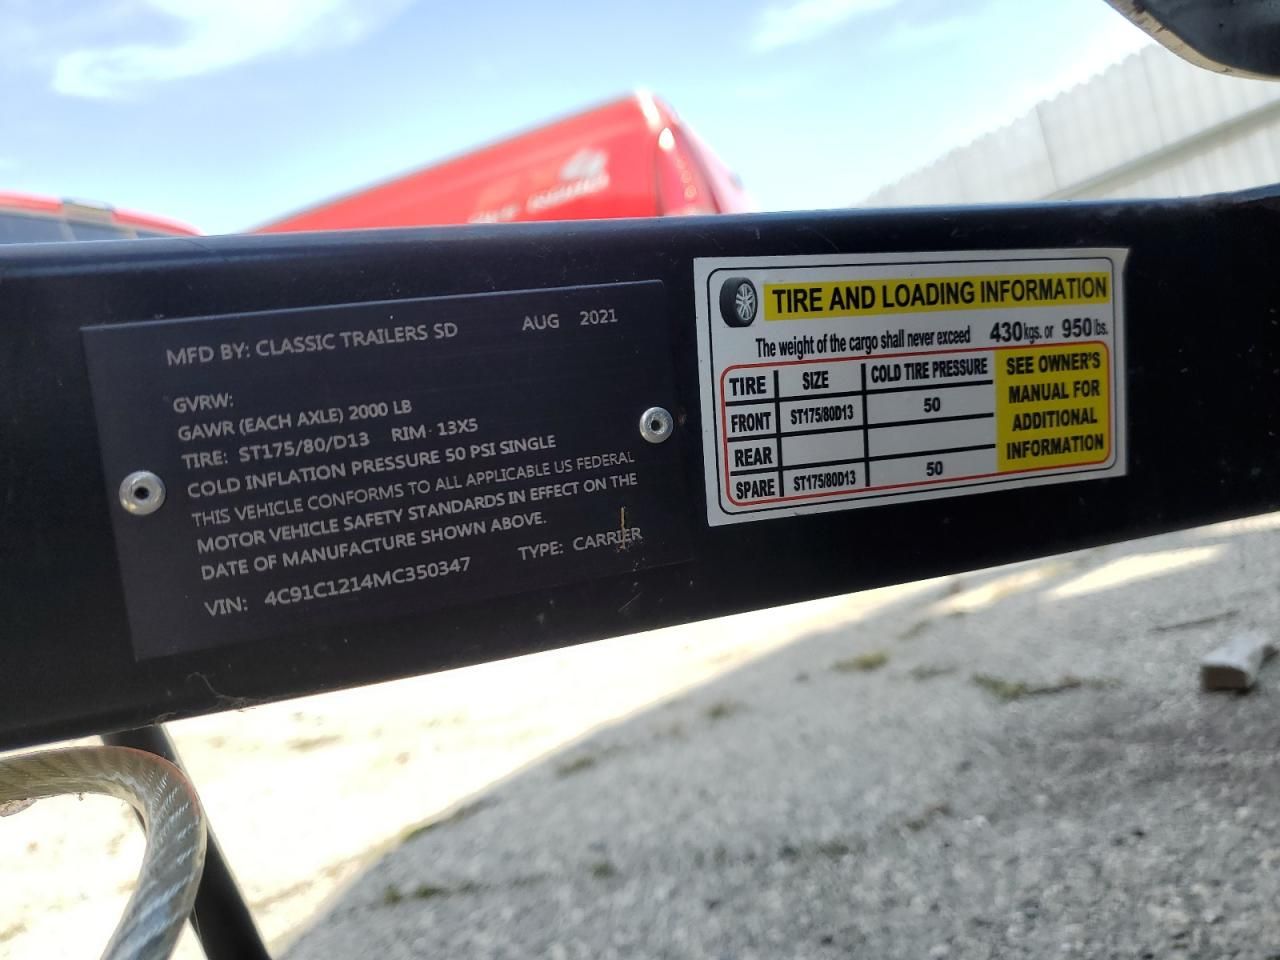 MFD BY: CLASSIC TRAILERS SD AUG 2021
GVRW:
GAWR (EACH AXLE) 2000 LB
TIRE: ST175/80/D13 RIM - 13X5
COLD INFLATION PRESSURE 50 PSI SINGLE
THIS VEHICLE CONFORMS TO ALL APPLICABLE US FEDERAL
MOTOR VEHICLE SAFETY STANDARDS IN EFFECT ON THE
DATE OF MANUFACTURE SHOWN ABOVE.
VIN: 4C91C1214MC350347 TYPE: CARRIER
TIRE AND LOADING INFORMATION
The weight of the cargo shall never exceed 430kgs. or 950lbs.
TIRE SIZE COLD TIRE PRESSURE
FRONT ST175/80D13 50
REAR
SPARE ST175/80D13 50
SEE OWNER'S
MANUAL FOR
ADDITIONAL
INFORMATION